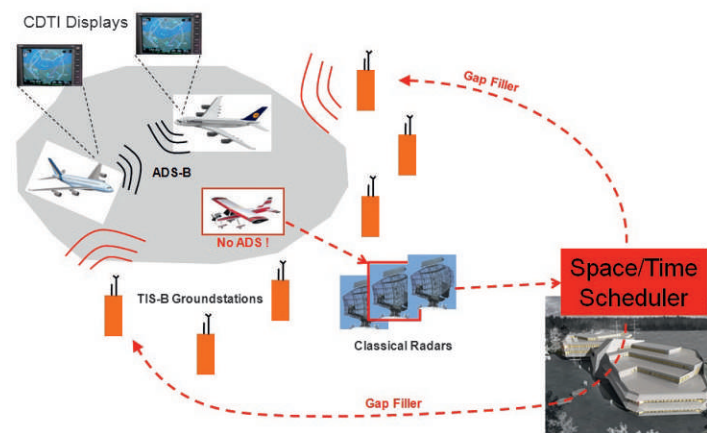 CDTI Displays
Gap Filler
ADS-B
No ADS !
Space/Time
Scheduler
TIS-B Groundstations
Classical Radars
Gap Filler